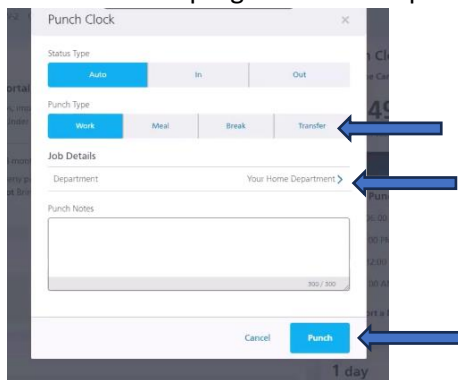 Punch Clock
Status Type
Auto In Out
Punch Type
Work Meal Break Transfer
Job Details
Department Your Home Department
Punch Notes
300 / 300
Cancel Punch
1 day